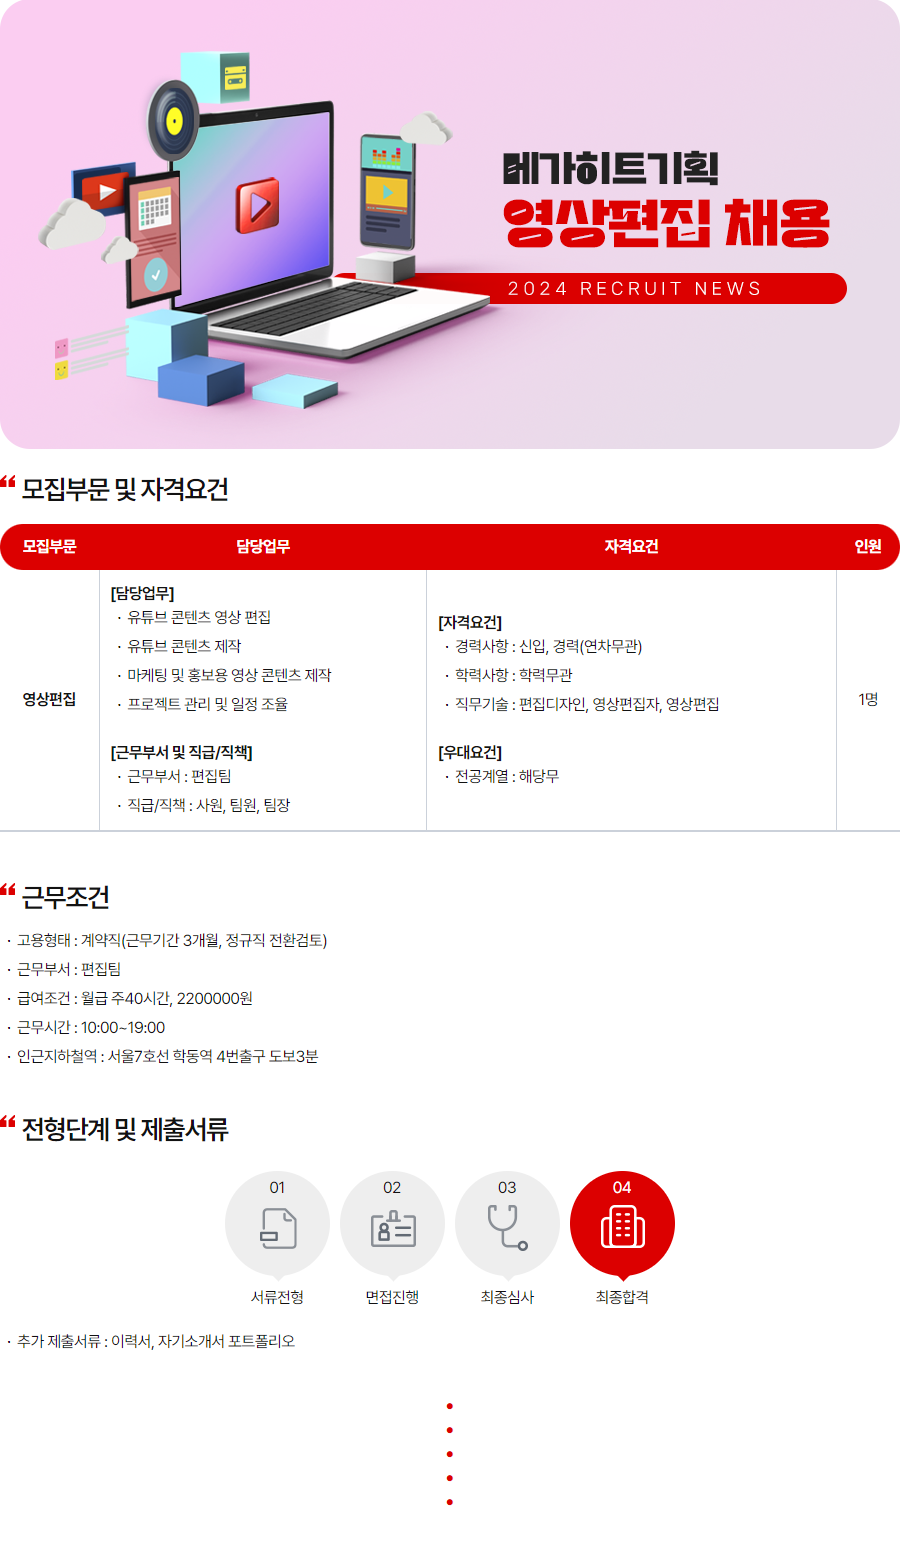 메가히트기획
영상편집 채용
2024 RECRUIT NEWS
모집부문 및 자격요건
모집부문 담당업무 자격요건 인원
영상편집
[담당업무]
· 유튜브 콘텐츠 영상 편집
· 유튜브 콘텐츠 제작
· 마케팅 및 홍보용 영상 콘텐츠 제작
· 프로젝트 관리 및 일정 조율
[근무부서 및 직급/직책]
· 근무부서 : 편집팀
· 직급/직책 : 사원, 팀원, 팀장
[자격요건]
· 경력사항 : 신입, 경력(연차무관)
· 학력사항 : 학력무관
· 직무기술 : 편집디자인, 영상편집자, 영상편집
[우대요건]
· 전공계열 : 해당무
1명
근무조건
· 고용형태 : 계약직(근무기간 3개월, 정규직 전환검토)
· 근무부서 : 편집팀
· 급여조건 : 월급 주40시간, 2200000원
· 근무시간 : 10:00~19:00
· 인근지하철역 : 서울7호선 학동역 4번출구 도보3분
전형단계 및 제출서류
01 02 03 04
서류전형 면접진행 최종심사 최종합격
· 추가 제출서류 : 이력서, 자기소개서 포트폴리오